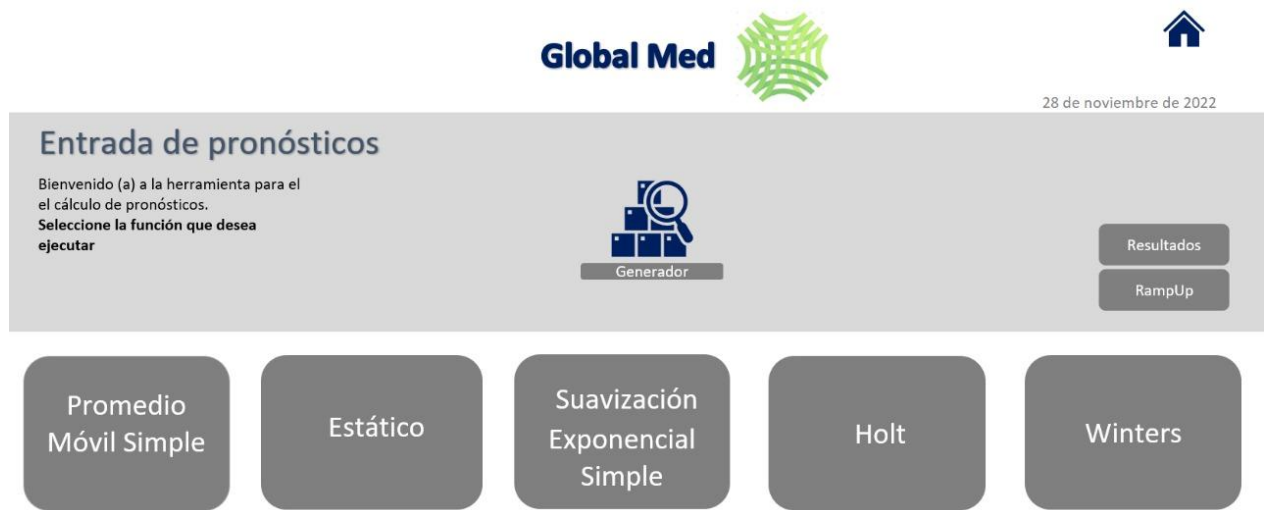 Global Med
28 de noviembre de 2022
Entrada de pronósticos
Bienvenido (a) a la herramienta para el
el cálculo de pronósticos.
Seleccione la función que desea
ejecutar
Generador
Resultados
RampUp
Promedio
Móvil Simple
Estático
Suavización
Exponencial
Simple
Holt
Winters